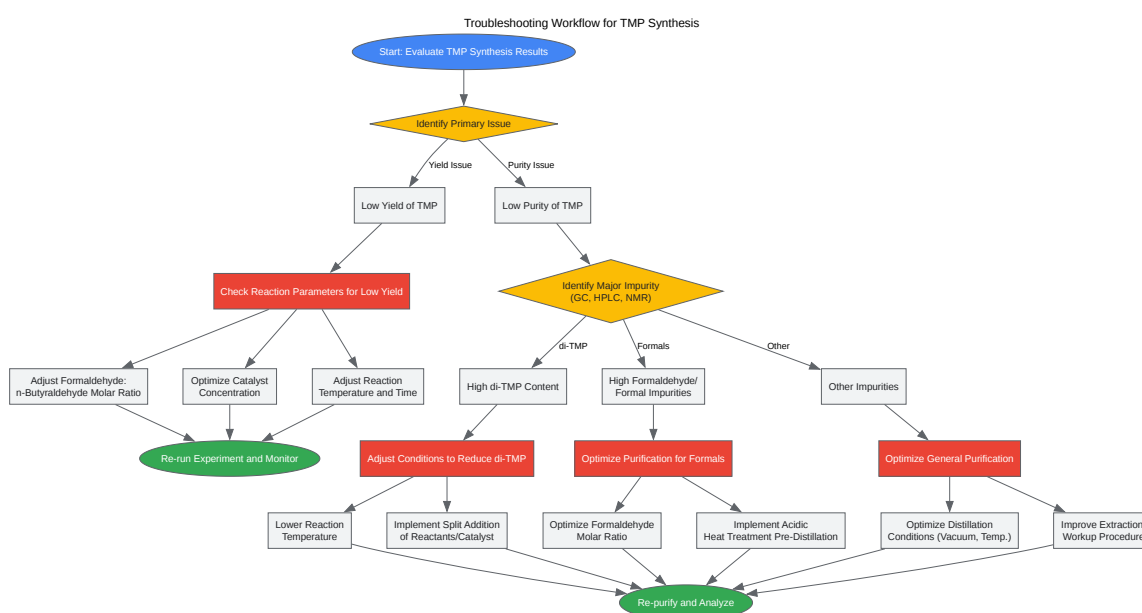 Troubleshooting Workflow for TMP Synthesis
Start: Evaluate TMP Synthesis Results
Identify Primary Issue
Yield Issue
Purity Issue
Low Yield of TMP
Low Purity of TMP
Check Reaction Parameters for Low Yield
Identify Major Impurity
(GC, HPLC, NMR)
di-TMP
Formals
Other
Adjust Formaldehyde:
n-Butyraldehyde Molar Ratio
Optimize Catalyst
Concentration
Adjust Reaction
Temperature and Time
High di-TMP Content
High Formaldehyde/
Formal Impurities
Other Impurities
Re-run Experiment and Monitor
Adjust Conditions to Reduce di-TMP
Optimize Purification for Formals
Optimize General Purification
Lower Reaction
Temperature
Implement Split Addition
of Reactants/Catalyst
Optimize Formaldehyde
Molar Ratio
Implement Acidic
Heat Treatment Pre-Distillation
Optimize Distillation
Conditions (Vacuum, Temp.)
Improve Extraction
Workup Procedure
Re-purify and Analyze